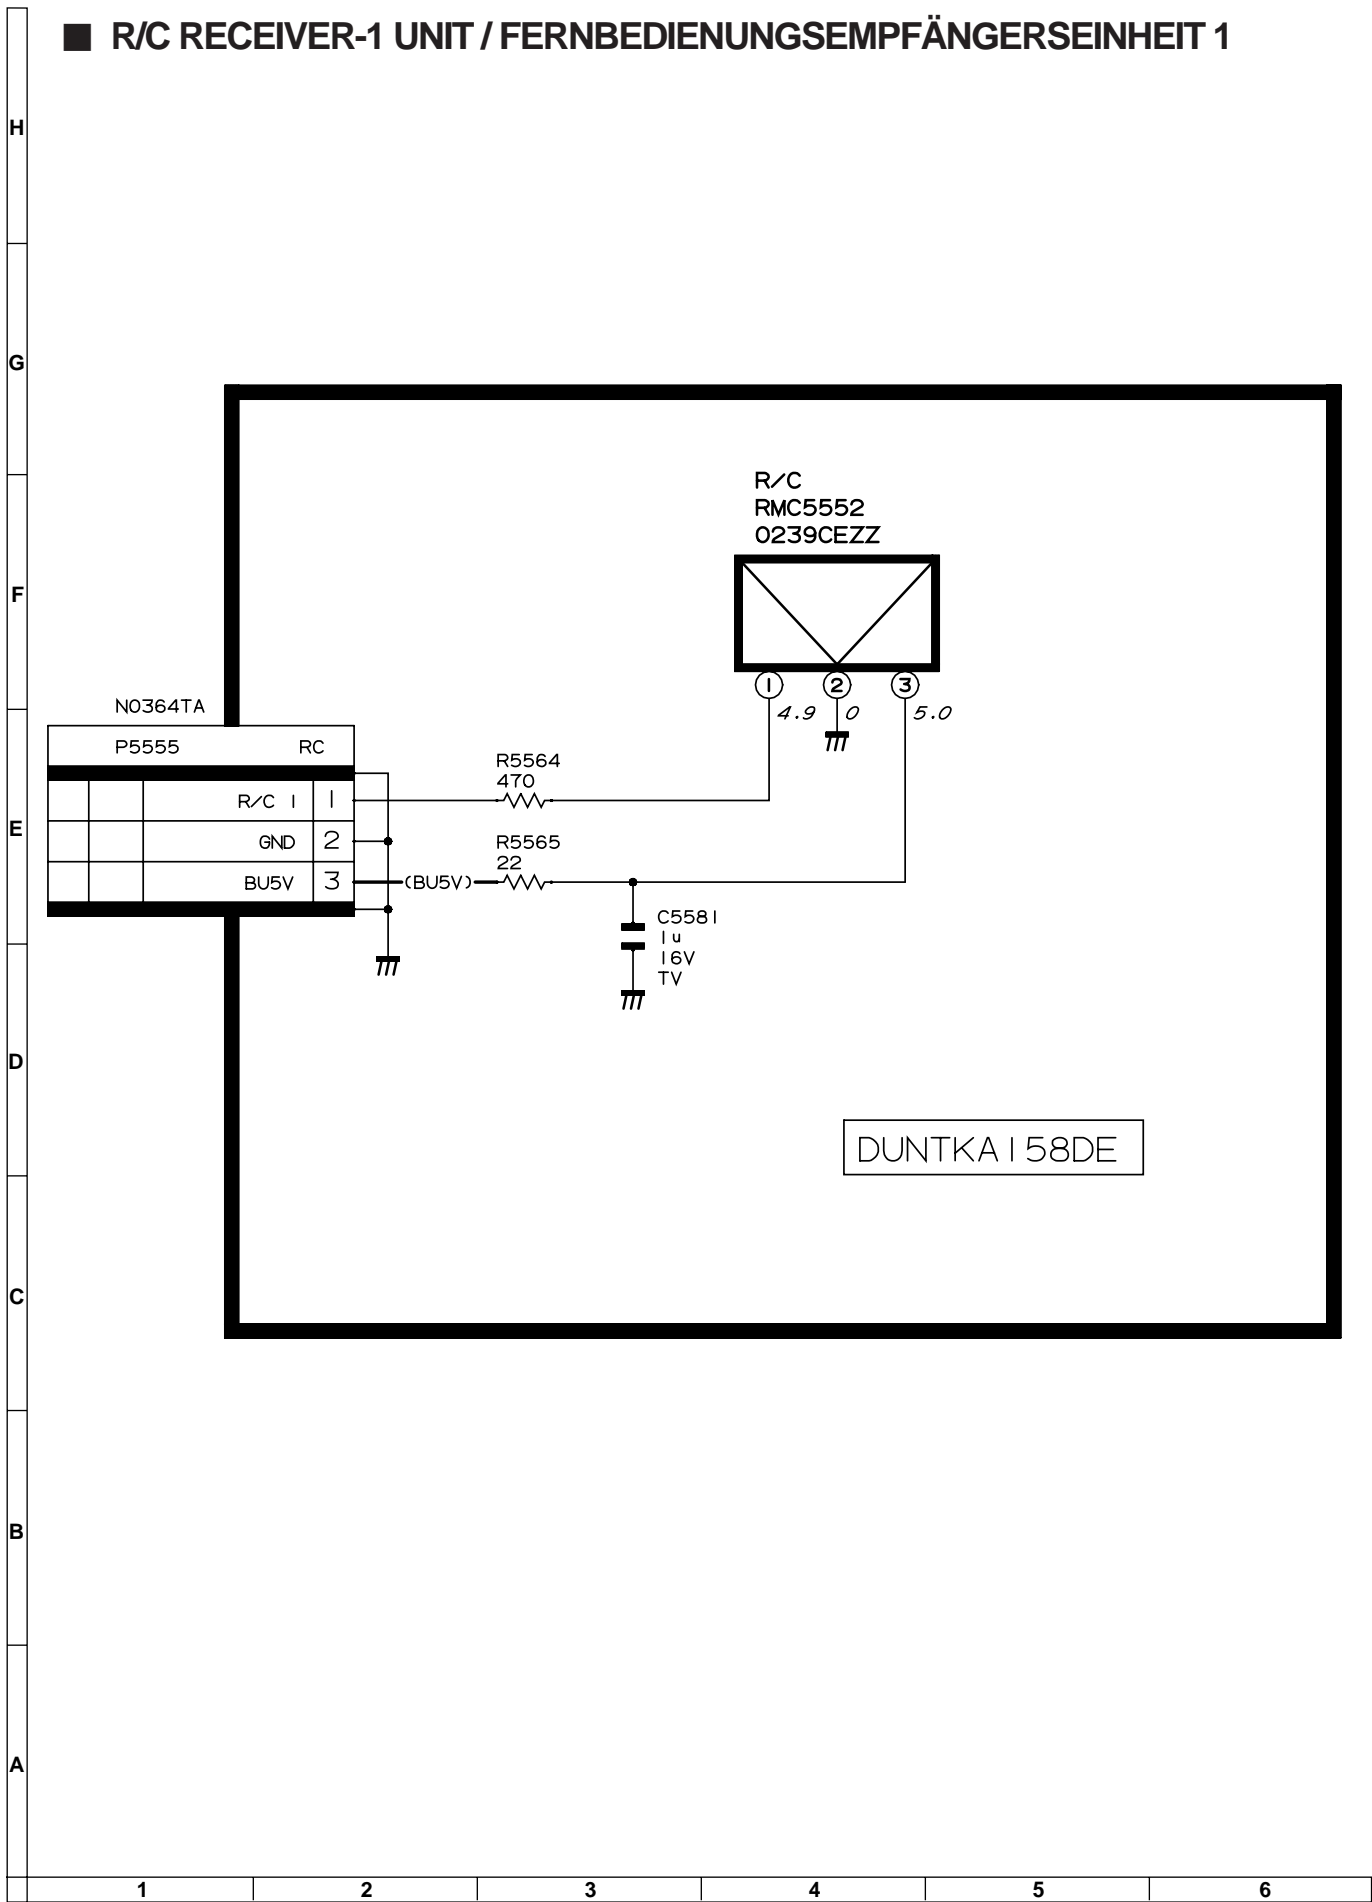 ■ R/C RECEIVER-1 UNIT / FERNBEDIENUNGSEMPFÄNGERSEINHEIT 1
H
G
R/C
RMC5552
0239CEZZ
F
1 2 3
N0364TA
4.9 0 5.0
P5555 RC
R5564
470
R/C 1 1
E
GND 2
R5565
22
BU5V 3 (BU5V)
C5581
1u
16V
TV
D
DUNTKA158DE
C
B
A
1 2 3 4 5 6